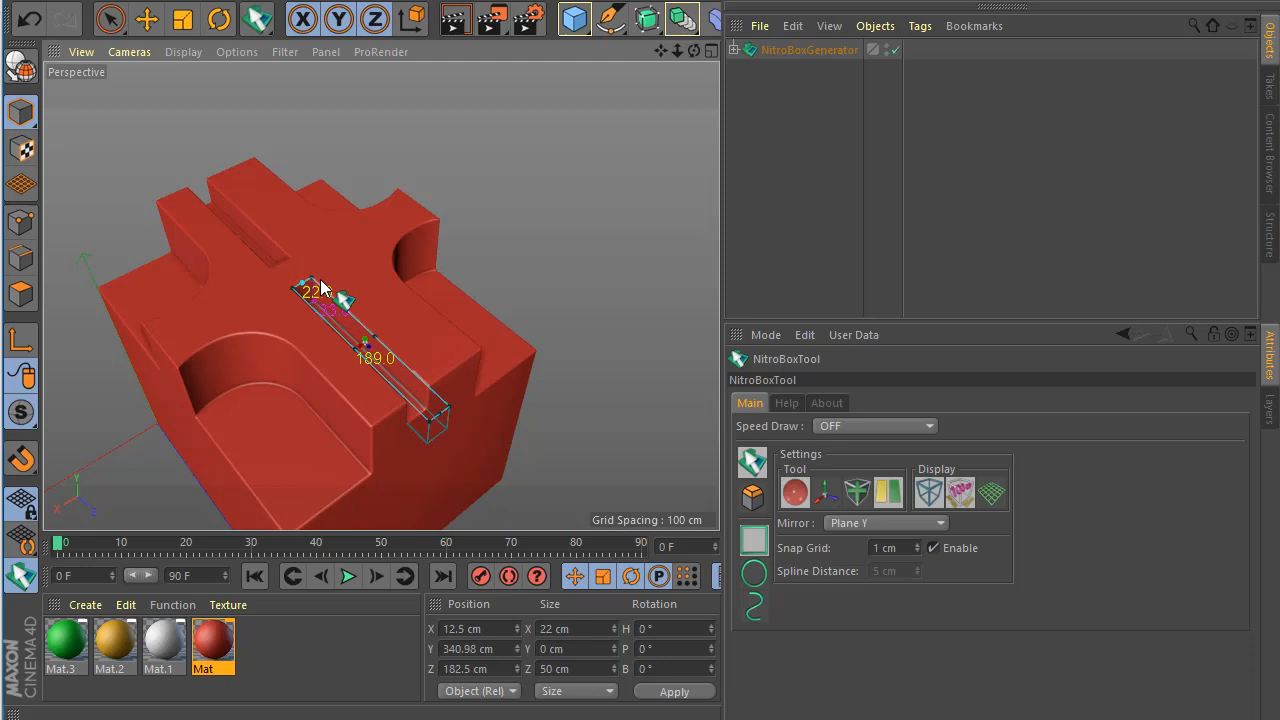 X
Y
Z
File
Edit
View
Objects
Tags
Bookmarks
View
Cameras
Display
Options
Filter
Panel
ProRender
NitroBoxGenerator
Perspective
Objects
Takes
Content Browser
Structure
189.0
Y
X
Grid Spacing : 100 cm
Mode
Edit
User Data
Attributes
Layers
NitroBoxTool
NitroBoxTool
Main
Help
About
Speed Draw :
OFF
Settings
Tool
Display
Mirror :
Plane Y
Snap Grid:
1 cm
Enable
Spline Distance:
5 cm
S
0
10
20
30
40
50
60
70
80
90
0 F
0 F
90 F
P
Create
Edit
Function
Texture
Mat.3
Mat.2
Mat.1
Mat
MAXON
CINEMA4D
Position
Size
Rotation
X
12.5 cm
X
22 cm
H
0 °
Y
340.98 cm
Y
0 cm
P
0 °
Z
182.5 cm
Z
50 cm
B
0 °
Object (Rel)
Size
Apply